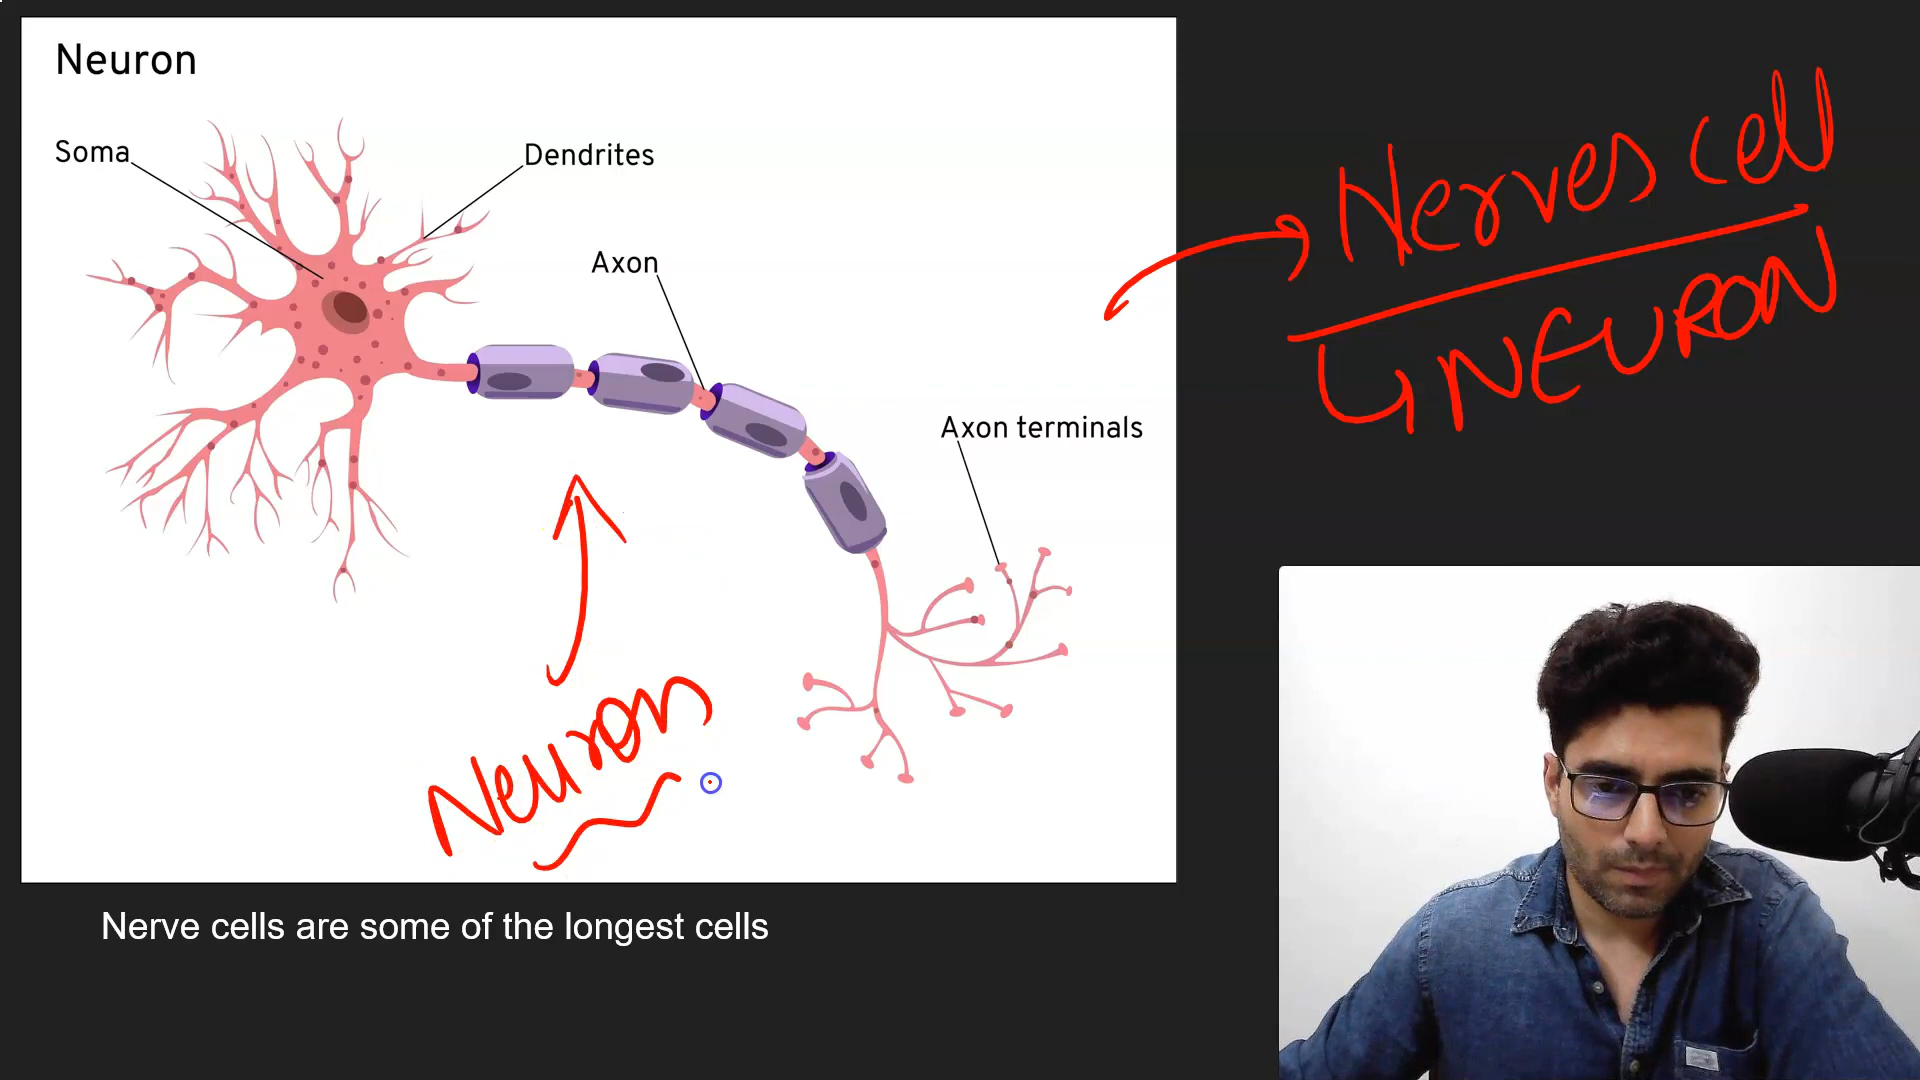 Neuron
Soma
Dendrites
Axon
Axon terminals
Nerves cell
NEURON
Neuron
Nerve cells are some of the longest cells